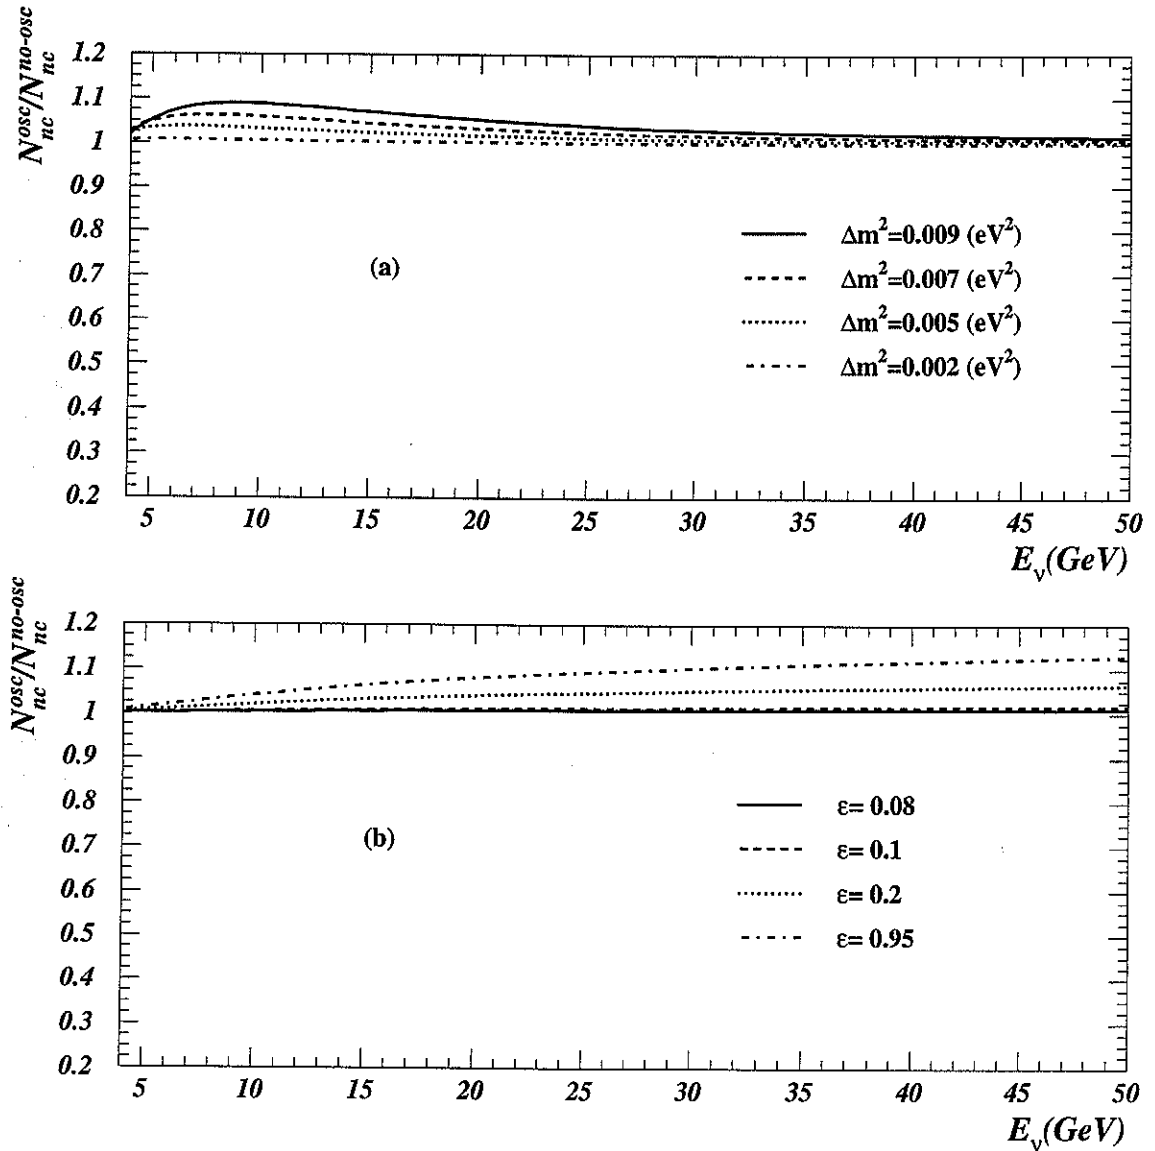 N_nc^osc/N_nc^no-osc
1.2
1.1
1
0.9
0.8
0.7
0.6
0.5
0.4
0.3
0.2
(a)
Δm²=0.009 (eV²)
Δm²=0.007 (eV²)
Δm²=0.005 (eV²)
Δm²=0.002 (eV²)
5 10 15 20 25 30 35 40 45 50
E_ν(GeV)
N_nc^osc/N_nc^no-osc
1.2
1.1
1
0.9
0.8
0.7
0.6
0.5
0.4
0.3
0.2
(b)
ε= 0.08
ε= 0.1
ε= 0.2
ε= 0.95
5 10 15 20 25 30 35 40 45 50
E_ν(GeV)